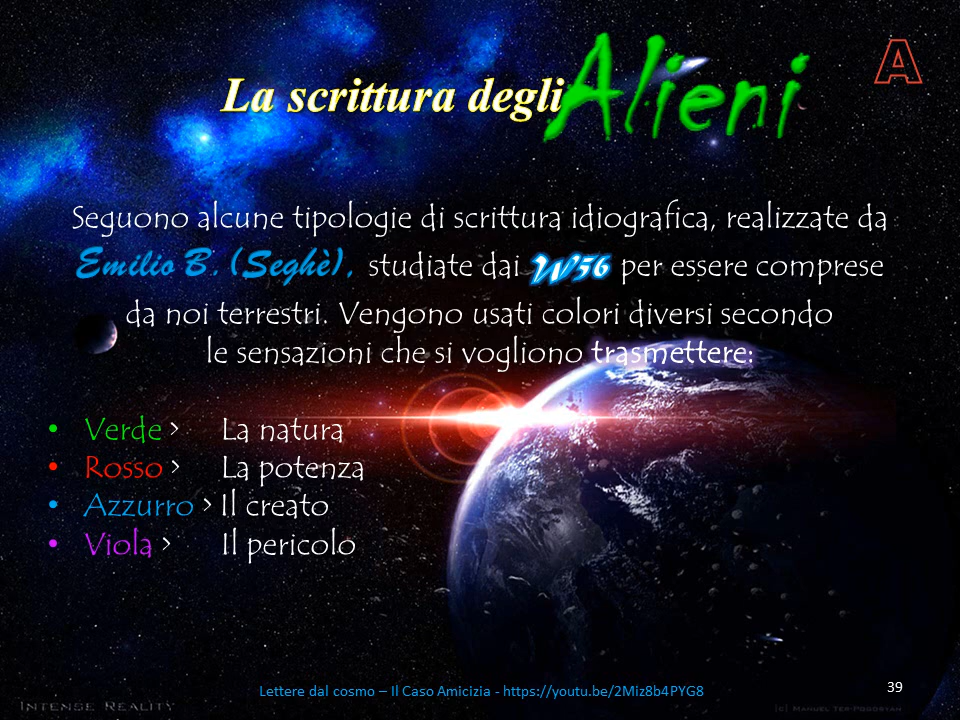 La scrittura degli Alieni
A
Seguono alcune tipologie di scrittura idiografica, realizzate da
Emilio B. (Seghè), studiate dai W56 per essere comprese
da noi terrestri. Vengono usati colori diversi secondo
le sensazioni che si vogliono trasmettere:
• Verde > La natura
• Rosso > La potenza
• Azzurro > Il creato
• Viola > Il pericolo
Lettere dal cosmo – Il Caso Amicizia - https://youtu.be/2Miz8b4PYG8
39
Intense Reality
(c) Manuel Ter-Pogosyan